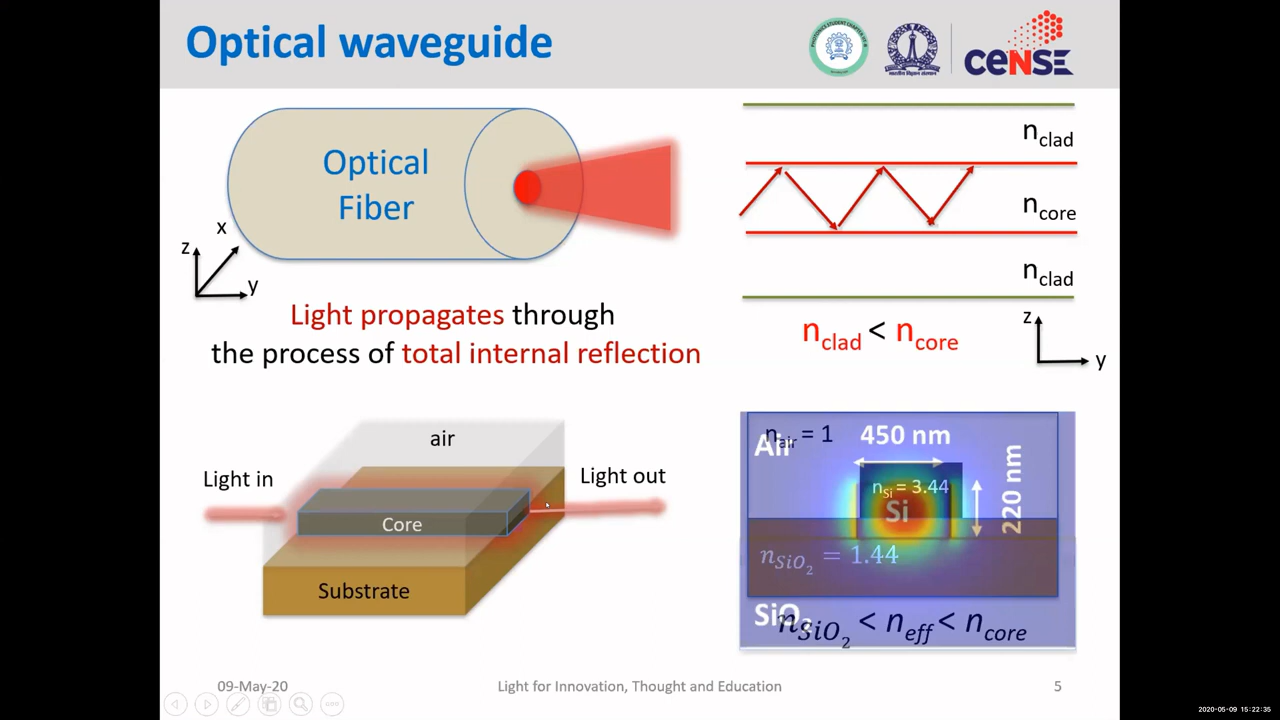 Optical waveguide
CeNSE
Optical
Fiber
x
z
y
n_clad
n_core
n_clad
n_clad < n_core
z
y
Light propagates through
the process of total internal reflection
air
Light in
Light out
Core
Substrate
n_air = 1
Air
450 nm
n_Si = 3.44
Si
220 nm
n_SiO₂ = 1.44
SiO₂
n_SiO₂ < n_eff < n_core
09-May-20
Light for Innovation, Thought and Education
5
2020-05-09 15:22:35